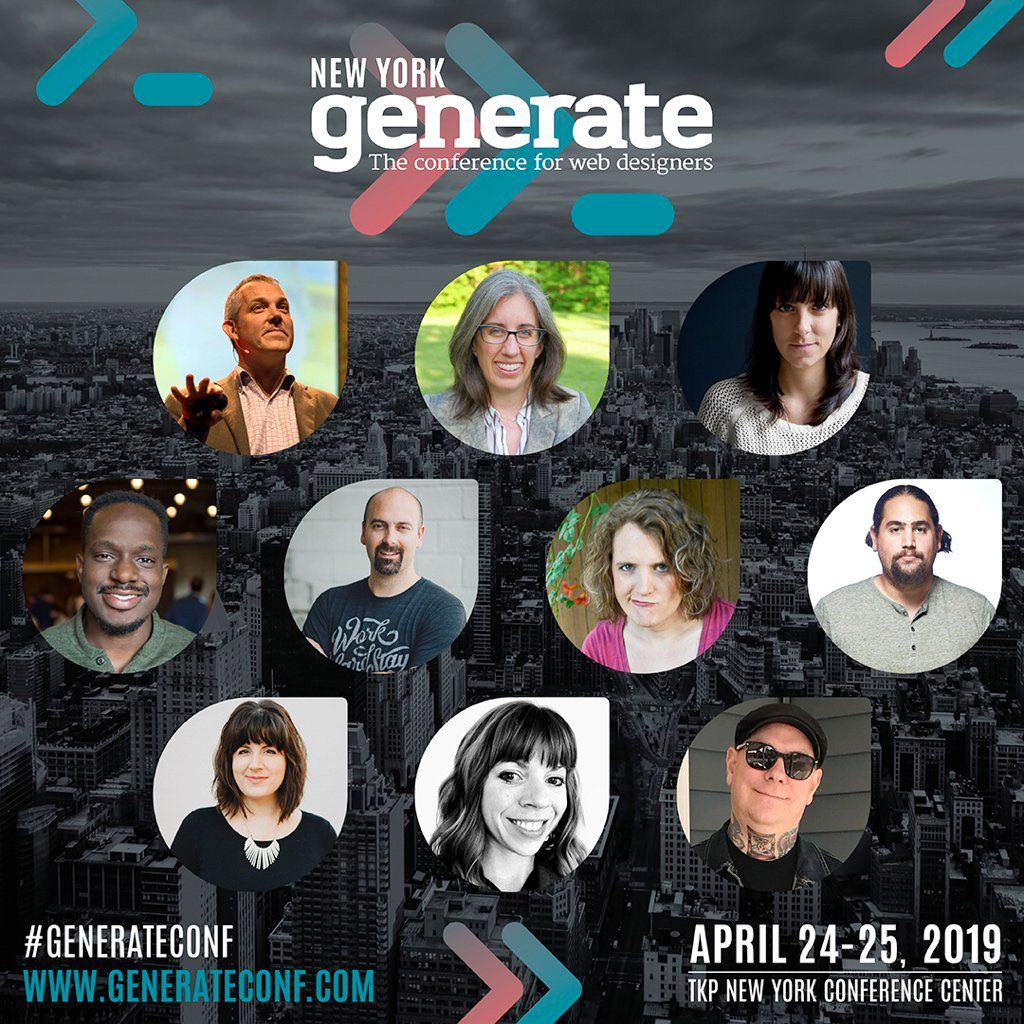 NEW YORK
generate
The conference for web designers
Work
#GENERATECONF
WWW.GENERATECONF.COM
APRIL 24-25, 2019
TKP NEW YORK CONFERENCE CENTER